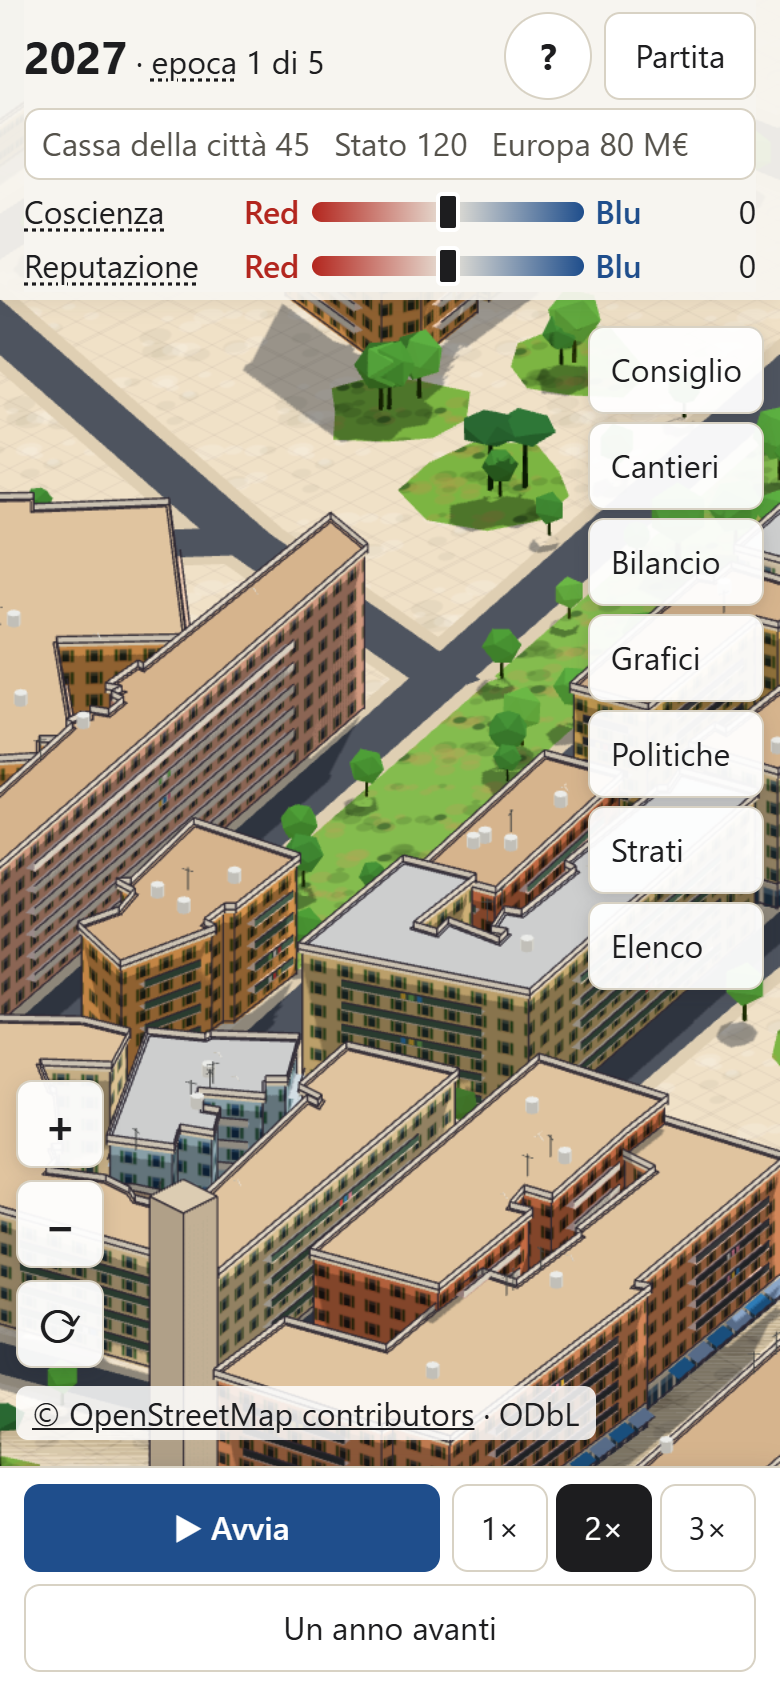 2027 · epoca 1 di 5
?
Partita
Cassa della città 45 Stato 120 Europa 80 M€
Coscienza Red Blu 0
Reputazione Red Blu 0
Consiglio
Cantieri
Bilancio
Grafici
Politiche
Strati
Elenco
+
−
© OpenStreetMap contributors · ODbL
▶ Avvia
1×
2×
3×
Un anno avanti